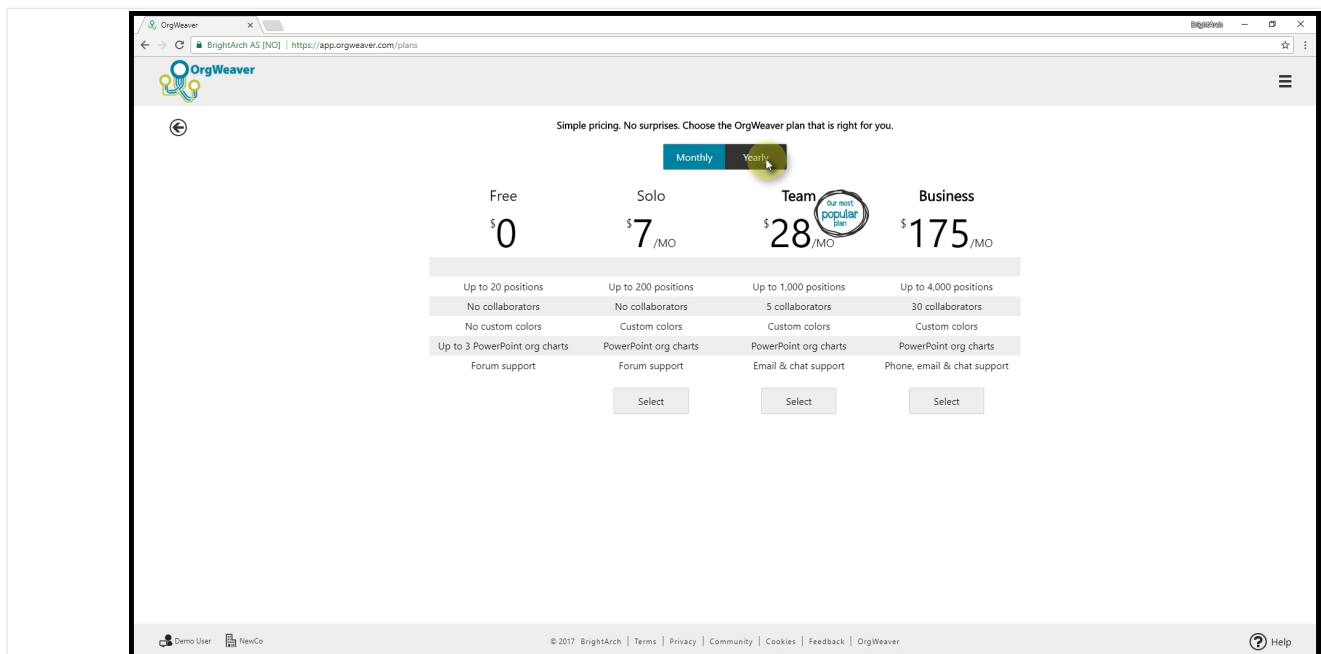 OrgWeaver
BrightArch
BrightArch AS [NO] | https://app.orgweaver.com/plans
OrgWeaver
Simple pricing. No surprises. Choose the OrgWeaver plan that is right for you.
Monthly Yearly
Free Solo Team Business
Our most
popular
plan
$0 $7 /MO $28 /MO $175 /MO
Up to 20 positions Up to 200 positions Up to 1,000 positions Up to 4,000 positions
No collaborators No collaborators 5 collaborators 30 collaborators
No custom colors Custom colors Custom colors Custom colors
Up to 3 PowerPoint org charts PowerPoint org charts PowerPoint org charts PowerPoint org charts
Forum support Forum support Email & chat support Phone, email & chat support
Select Select Select
Demo User NewCo © 2017 BrightArch | Terms | Privacy | Community | Cookies | Feedback | OrgWeaver ? Help